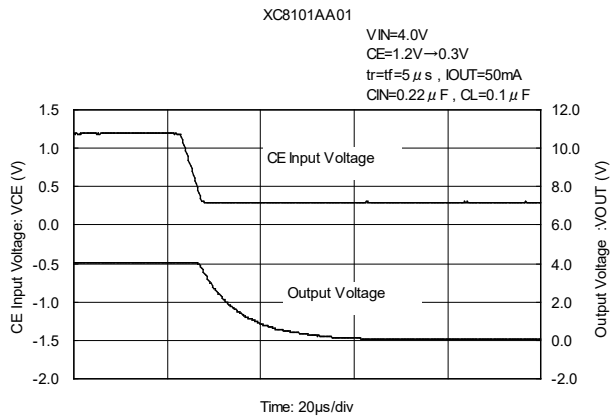 XC8101AA01
VIN=4.0V
CE=1.2V→0.3V
tr=tf=5μs , IOUT=50mA
CIN=0.22μF , CL=0.1μF
CE Input Voltage: VCE (V)
1.5
1.0
0.5
0.0
-0.5
-1.0
-1.5
-2.0
CE Input Voltage
Output Voltage
12.0
10.0
8.0
6.0
4.0
2.0
0.0
-2.0
Output Voltage :VOUT (V)
Time: 20μs/div